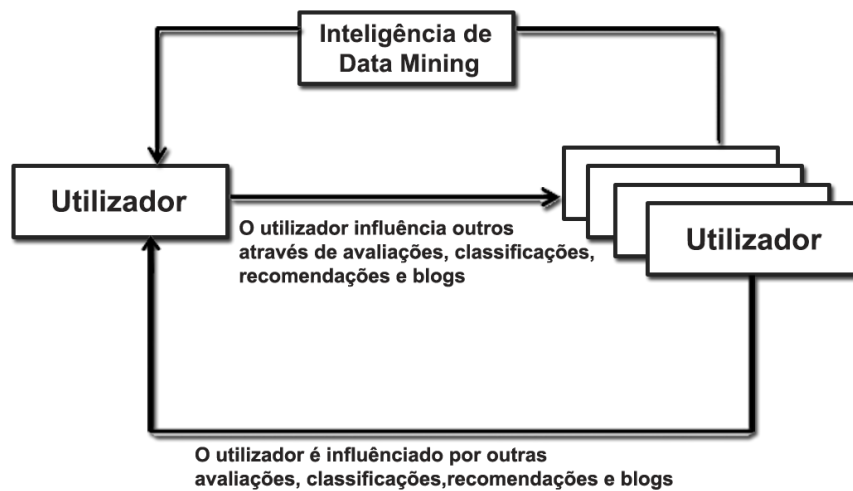 Inteligência de
Data Mining
Utilizador
O utilizador influência outros
através de avaliações, classificações,
recomendações e blogs
Utilizador
O utilizador é influênciado por outras
avaliações, classificações,recomendações e blogs